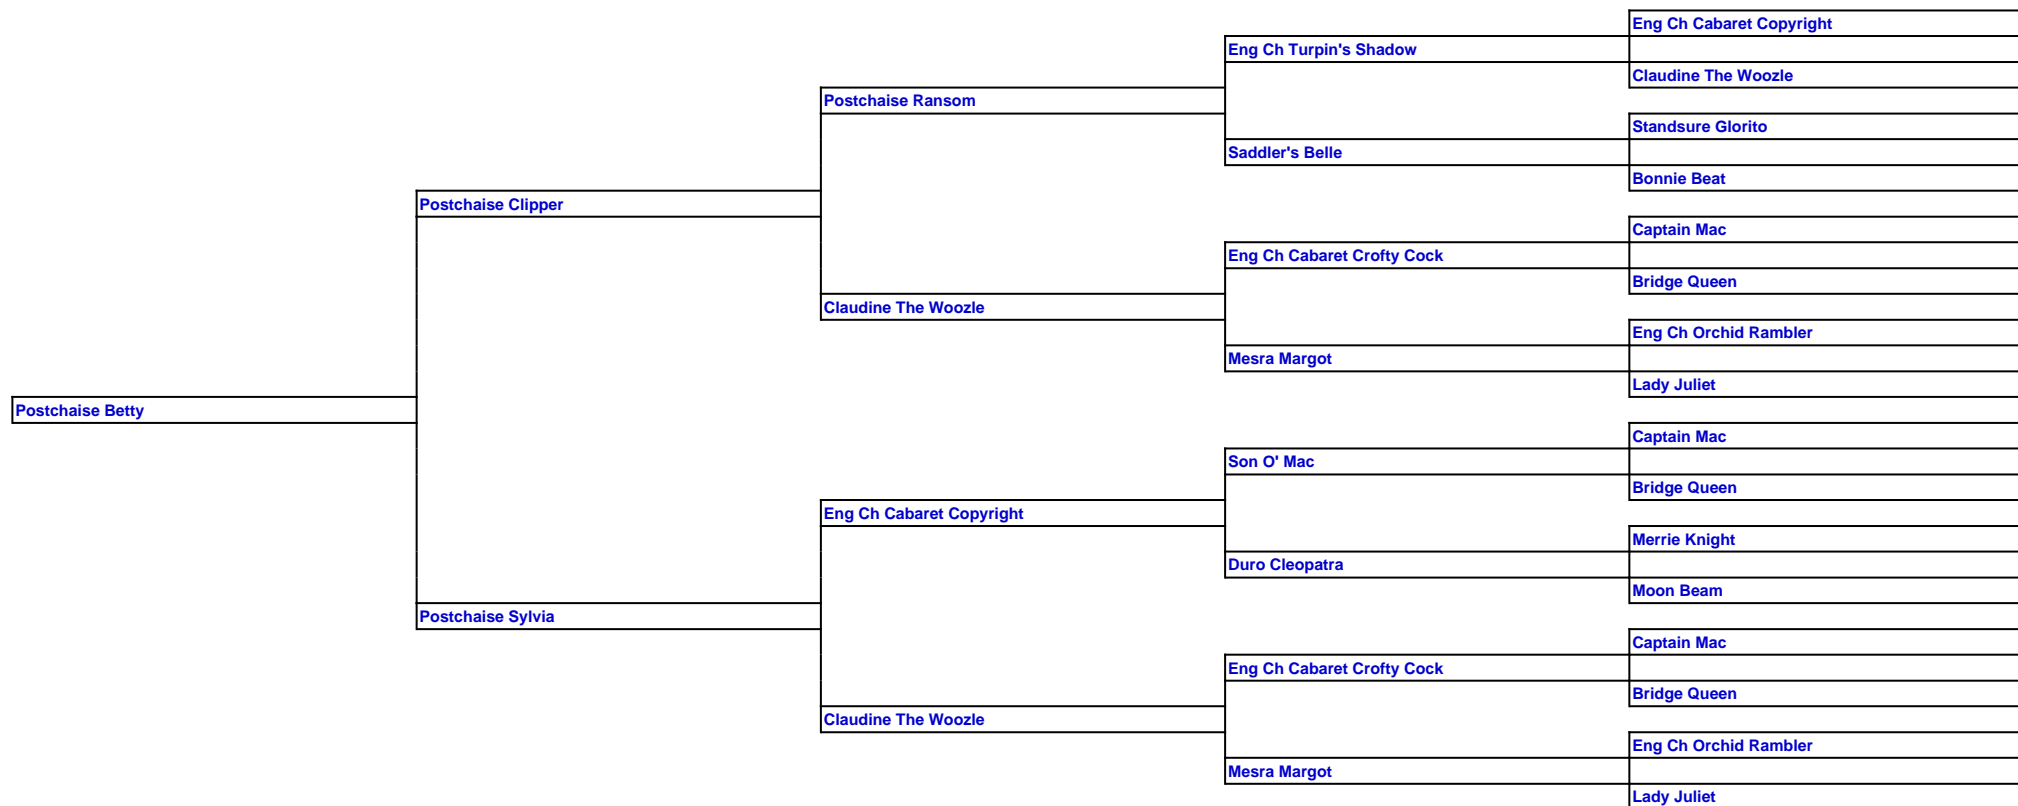 Eng Ch Cabaret Copyright
Eng Ch Turpin's Shadow
Claudine The Woozle
Postchaise Ransom
Standsure Glorito
Saddler's Belle
Bonnie Beat
Postchaise Clipper
Captain Mac
Eng Ch Cabaret Crofty Cock
Bridge Queen
Claudine The Woozle
Eng Ch Orchid Rambler
Mesra Margot
Lady Juliet
Postchaise Betty
Captain Mac
Son O' Mac
Bridge Queen
Eng Ch Cabaret Copyright
Merrie Knight
Duro Cleopatra
Moon Beam
Postchaise Sylvia
Captain Mac
Eng Ch Cabaret Crofty Cock
Bridge Queen
Claudine The Woozle
Eng Ch Orchid Rambler
Mesra Margot
Lady Juliet